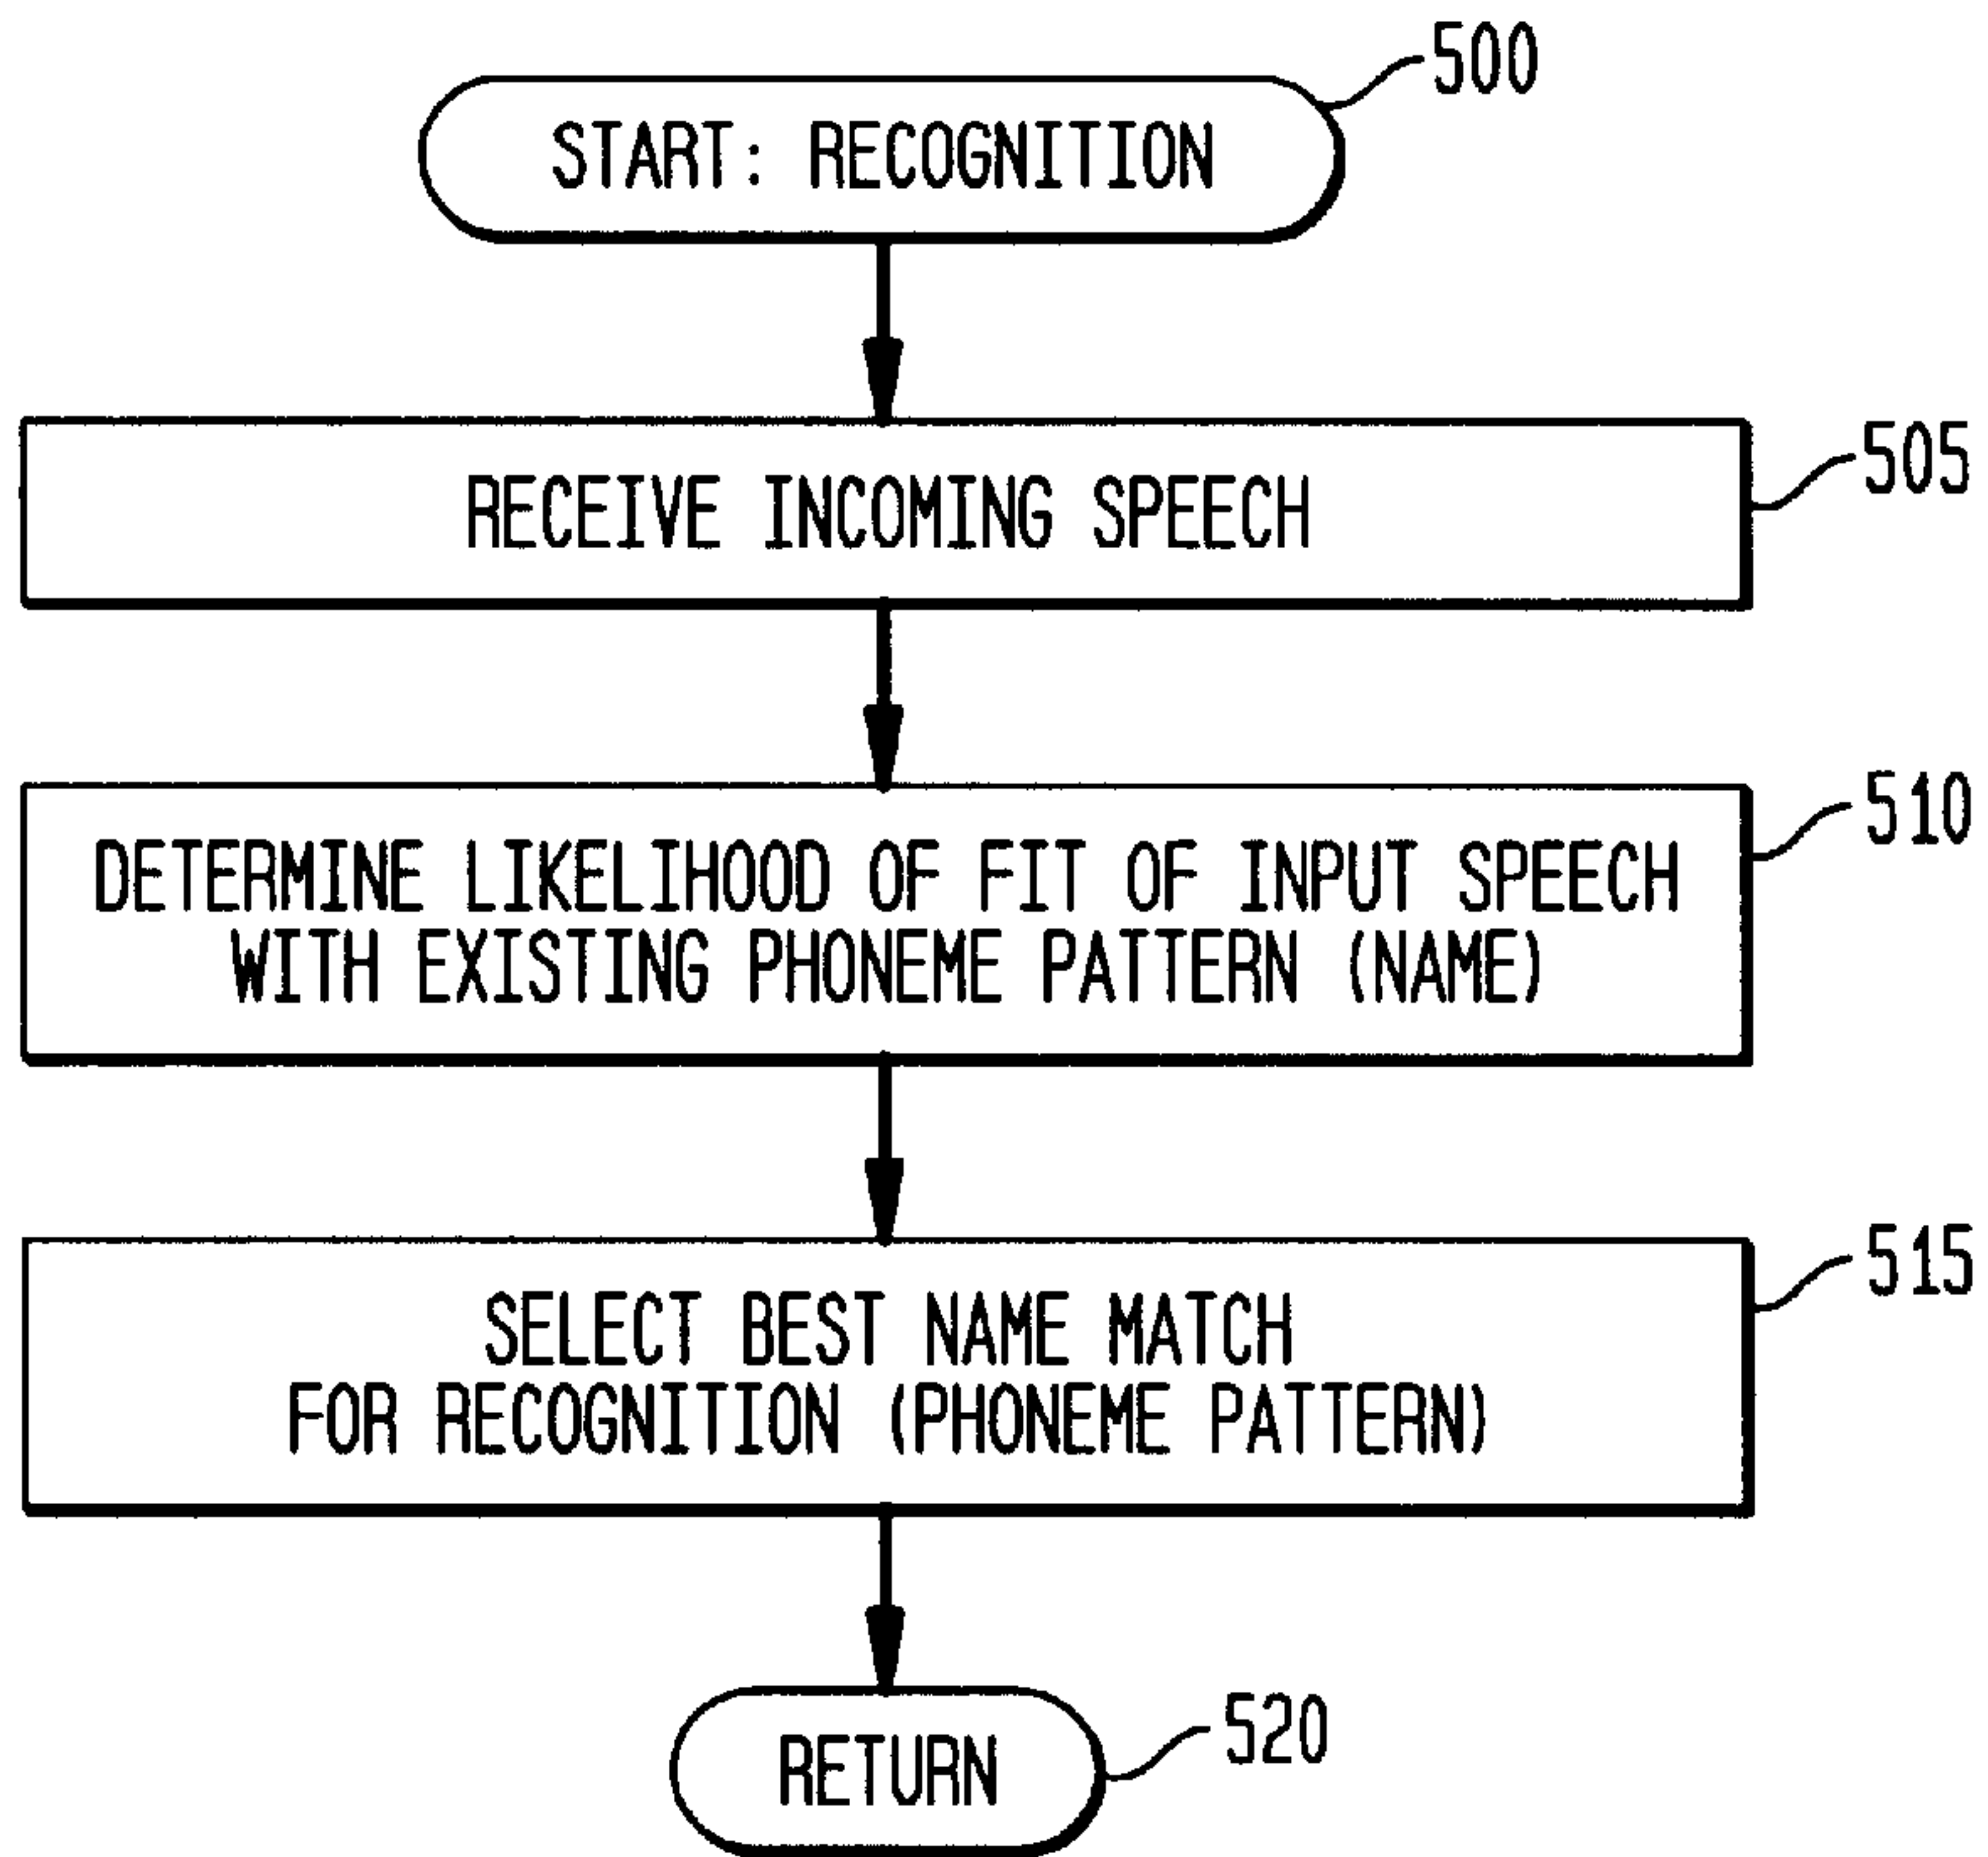 500
START: RECOGNITION
505
RECEIVE INCOMING SPEECH
510
DETERMINE LIKELIHOOD OF FIT OF INPUT SPEECH
WITH EXISTING PHONEME PATTERN (NAME)
515
SELECT BEST NAME MATCH
FOR RECOGNITION (PHONEME PATTERN)
520
RETURN